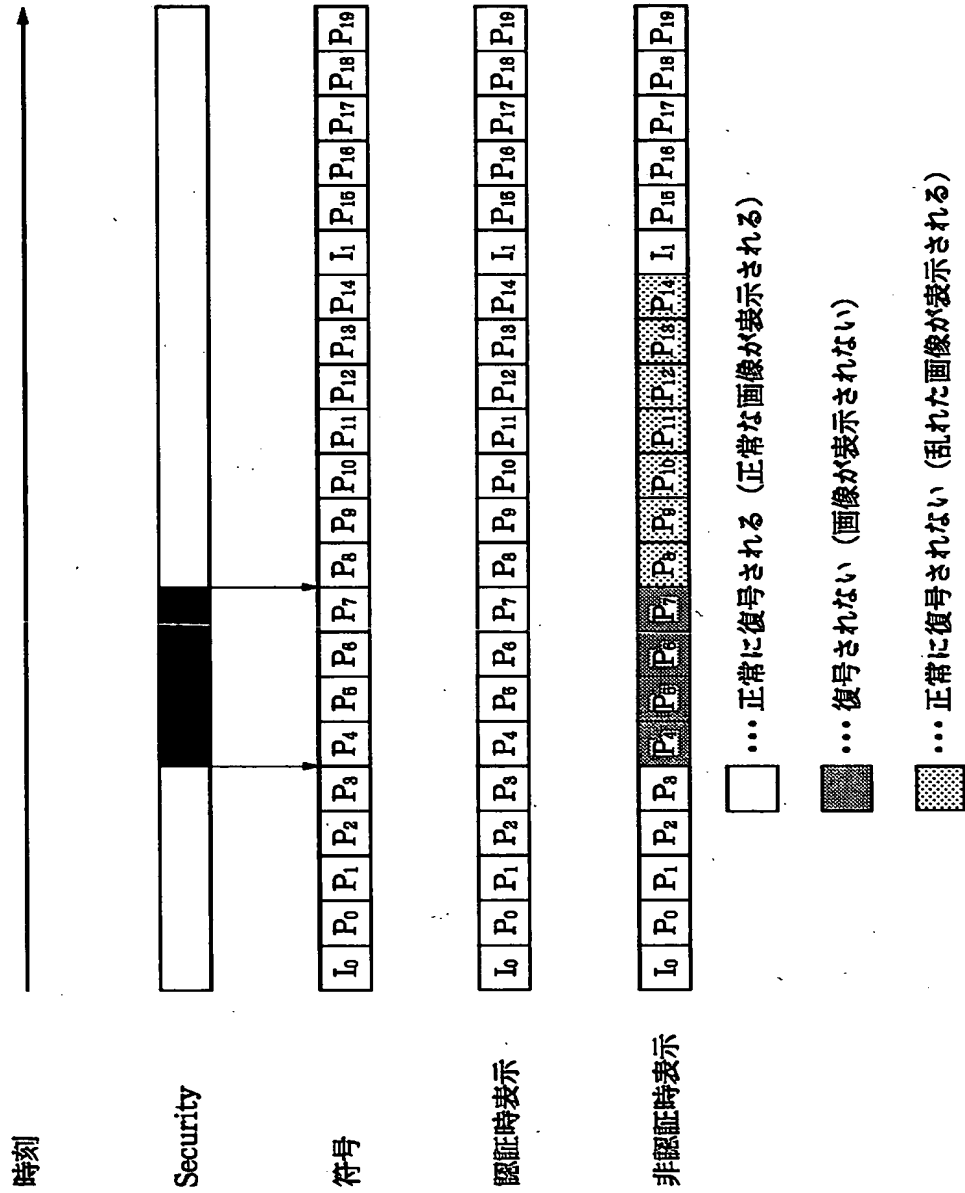 時刻
Security
符号 I₀ P₀ P₁ P₂ P₃ P₄ P₅ P₆ P₇ P₈ P₉ P₁₀ P₁₁ P₁₂ P₁₃ P₁₄ I₁ P₁₅ P₁₆ P₁₇ P₁₈ P₁₉
認証時表示 I₀ P₀ P₁ P₂ P₃ P₄ P₅ P₆ P₇ P₈ P₉ P₁₀ P₁₁ P₁₂ P₁₃ P₁₄ I₁ P₁₅ P₁₆ P₁₇ P₁₈ P₁₉
非認証時表示 I₀ P₀ P₁ P₂ P₃ P₄ P₅ P₆ P₇ P₈ P₉ P₁₀ P₁₁ P₁₂ P₁₃ P₁₄ I₁ P₁₅ P₁₆ P₁₇ P₁₈ P₁₉
•••正常に復号される（正常な画像が表示される）
•••復号されない（画像が表示されない）
•••正常に復号されない（乱れた画像が表示される）